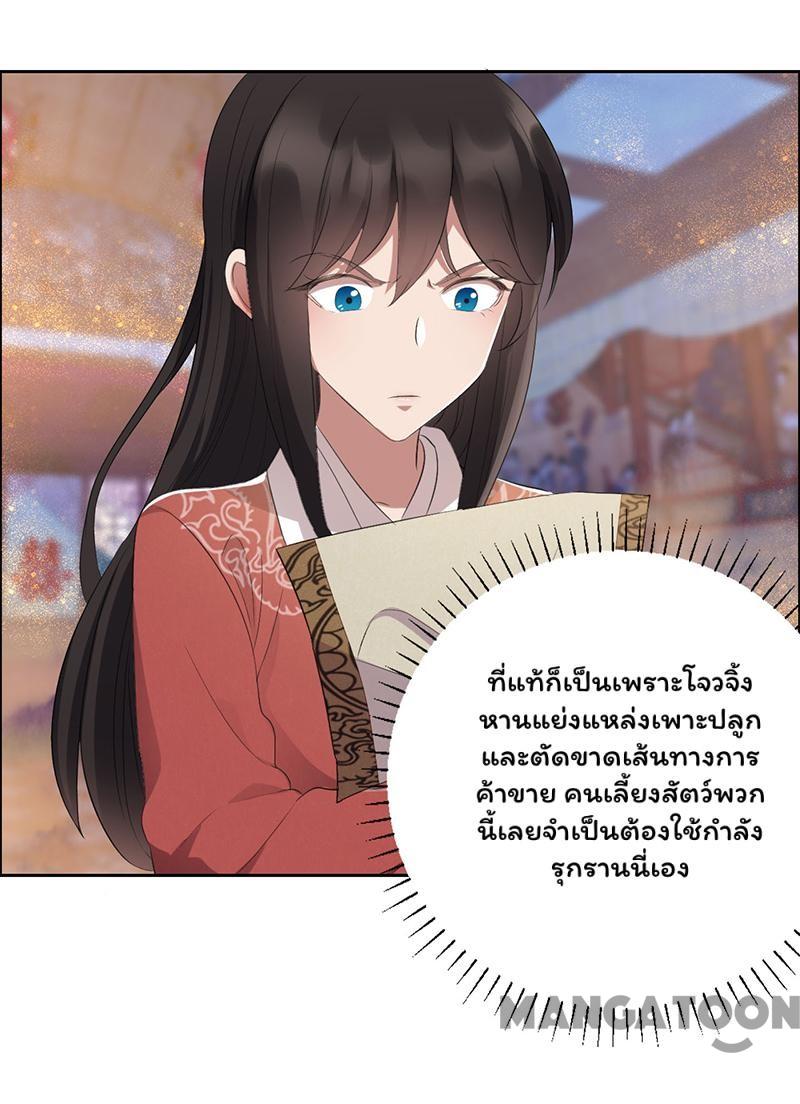 ที่แท้ก็เป็นเพราะโจวจิ้ง
หานแย่งแหล่งเพาะปลูก
และตัดขาดเส้นทางการ
ค้าขาย คนเลี้ยงสัตว์พวก
นี้เลยจำเป็นต้องใช้กำลัง
รุกรานนี่เอง
MANGATOON